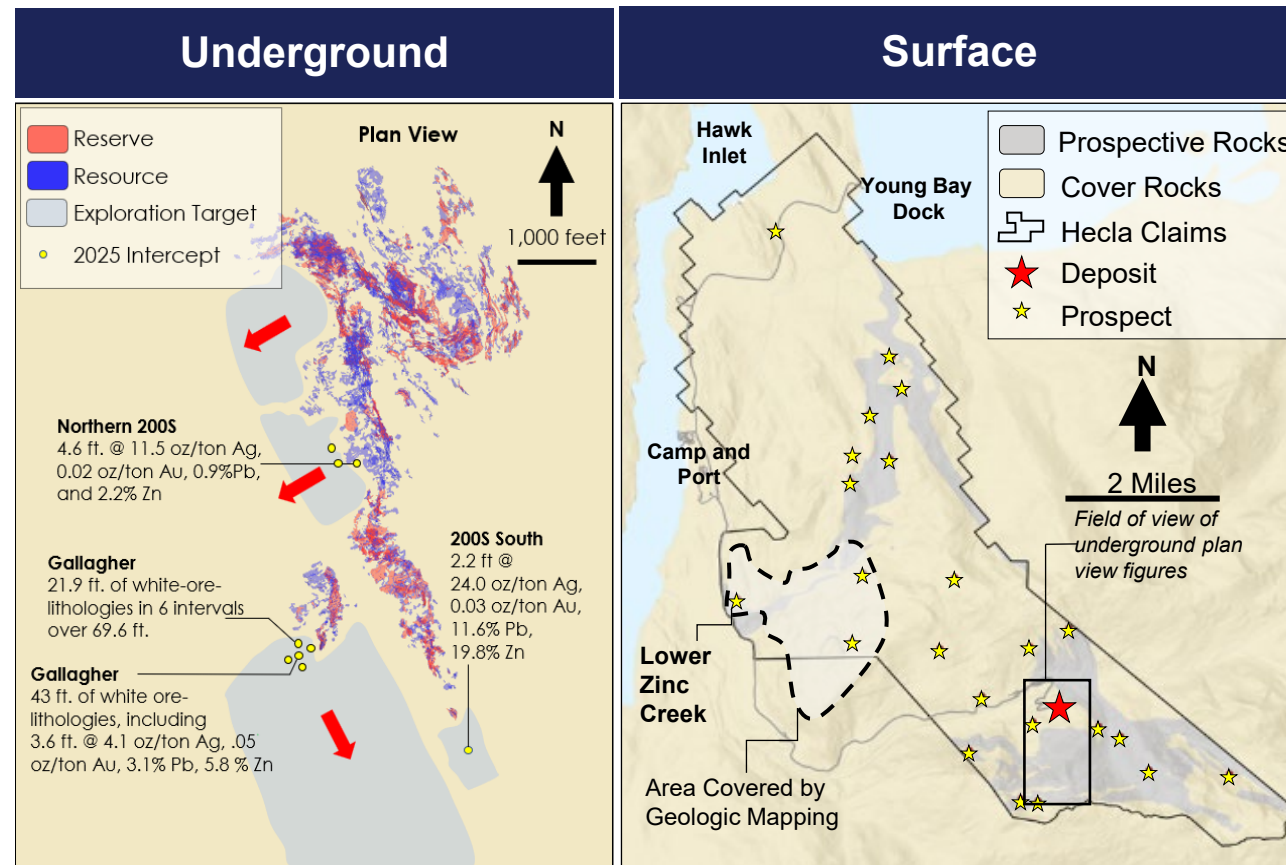 Underground
Reserve
Resource
Exploration Target
2025 Intercept
Plan View
N
1,000 feet
Northern 200S
4.6 ft. @ 11.5 oz/ton Ag,
0.02 oz/ton Au, 0.9%Pb,
and 2.2% Zn
Gallagher
21.9 ft. of white-ore-
lithologies in 6 intervals
over 69.6 ft.
Gallagher
43 ft. of white ore-
lithologies, including
3.6 ft. @ 4.1 oz/ton Ag, .05
oz/ton Au, 3.1% Pb, 5.8 % Zn
200S South
2.2 ft @
24.0 oz/ton Ag,
0.03 oz/ton Au,
11.6% Pb,
19.8% Zn
Surface
Hawk
Inlet
Young Bay
Dock
Prospective Rocks
Cover Rocks
Hecla Claims
Deposit
Prospect
N
2 Miles
Field of view of
underground plan
view figures
Camp and
Port
Lower
Zinc
Creek
Area Covered by
Geologic Mapping